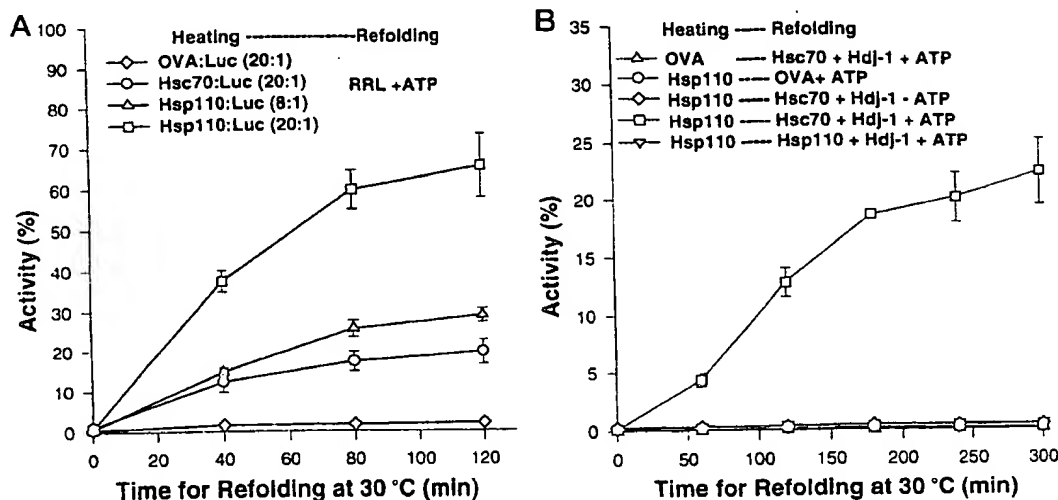 A
Heating Refolding
OVA:Luc (20:1)
Hsc70:Luc (20:1) RRL +ATP
Hsp110:Luc (8:1)
Hsp110:Luc (20:1)
Activity (%)
100
90
80
70
60
50
40
30
20
10
0
0 20 40 60 80 100 120
Time for Refolding at 30 °C (min)
B
Heating Refolding
OVA Hsc70 + Hdj-1 + ATP
Hsp110 OVA+ ATP
Hsp110 Hsc70 + Hdj-1 - ATP
Hsp110 Hsc70 + Hdj-1 + ATP
Hsp110 Hsp110 + Hdj-1 + ATP
Activity (%)
35
30
25
20
15
10
5
0
0 50 100 150 200 250 300
Time for Refolding at 30 °C (min)